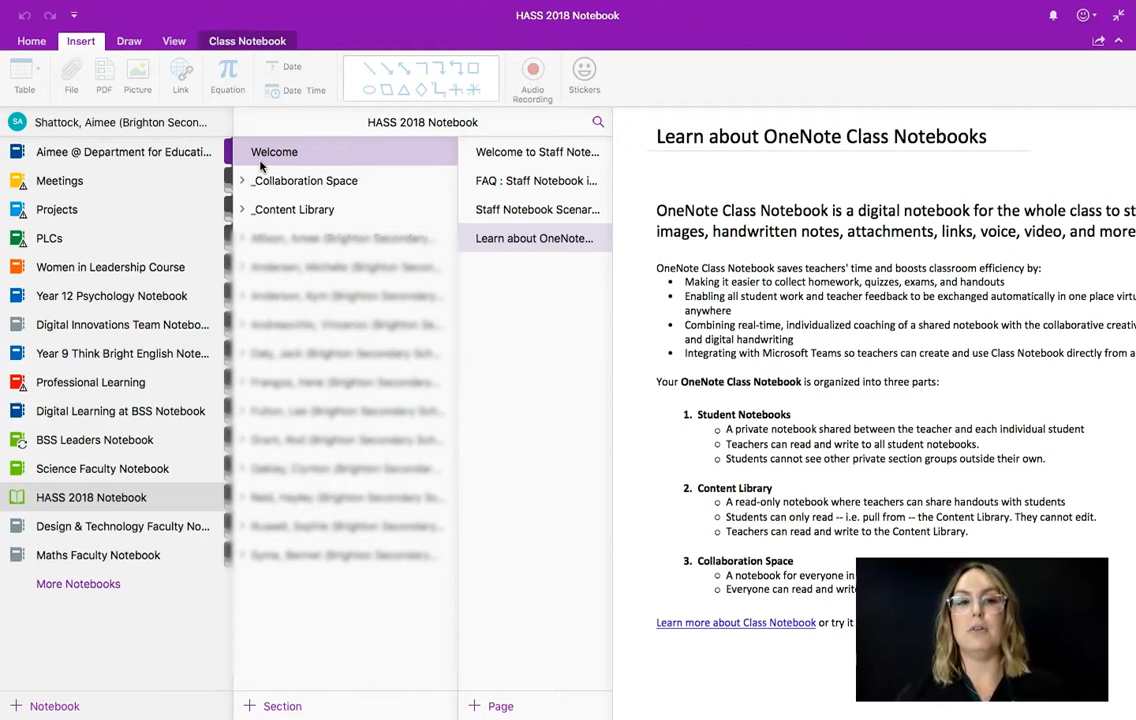 HASS 2018 Notebook
Home Insert Draw View Class Notebook
Table File PDF Picture Link Equation Date Date Time Audio Recording Stickers
SA Shattock, Aimee (Brighton Secon...
Aimee @ Department for Educati...
Meetings
Projects
PLCs
Women in Leadership Course
Year 12 Psychology Notebook
Digital Innovations Team Notebo...
Year 9 Think Bright English Note...
Professional Learning
Digital Learning at BSS Notebook
BSS Leaders Notebook
Science Faculty Notebook
HASS 2018 Notebook
Design & Technology Faculty No...
Maths Faculty Notebook
More Notebooks
+ Notebook
HASS 2018 Notebook
Welcome
_Collaboration Space
_Content Library
+ Section
Welcome to Staff Note...
FAQ : Staff Notebook i...
Staff Notebook Scenar...
Learn about OneNote...
+ Page
Learn about OneNote Class Notebooks
OneNote Class Notebook is a digital notebook for the whole class to st
images, handwritten notes, attachments, links, voice, video, and more
OneNote Class Notebook saves teachers' time and boosts classroom efficiency by:
• Making it easier to collect homework, quizzes, exams, and handouts
• Enabling all student work and teacher feedback to be exchanged automatically in one place virtu
anywhere
• Combining real-time, individualized coaching of a shared notebook with the collaborative creati
and digital handwriting
• Integrating with Microsoft Teams so teachers can create and use Class Notebook directly from a
Your OneNote Class Notebook is organized into three parts:
1. Student Notebooks
○ A private notebook shared between the teacher and each individual student
○ Teachers can read and write to all student notebooks.
○ Students cannot see other private section groups outside their own.
2. Content Library
○ A read-only notebook where teachers can share handouts with students
○ Students can only read -- i.e. pull from -- the Content Library. They cannot edit.
○ Teachers can read and write to the Content Library.
3. Collaboration Space
○ A notebook for everyone in
○ Everyone can read and write
Learn more about Class Notebook or try it